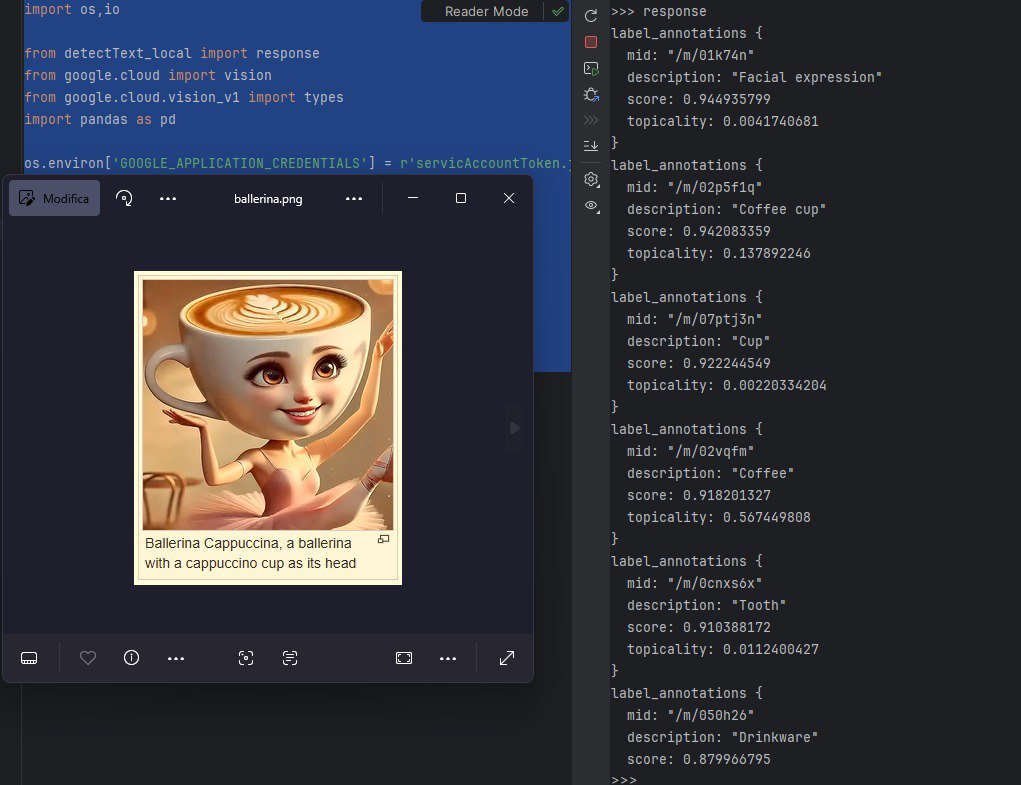 import os,io
Reader Mode
from detectText_local import response
from google.cloud import vision
from google.cloud.vision_v1 import types
import pandas as pd
os.environ['GOOGLE_APPLICATION_CREDENTIALS'] = r'servicAccountToken.
Modifica
ballerina.png
Ballerina Cappuccina, a ballerina
with a cappuccino cup as its head
>>> response
label_annotations {
  mid: "/m/01k74n"
  description: "Facial expression"
  score: 0.944935799
  topicality: 0.0041740681
}
label_annotations {
  mid: "/m/02p5f1q"
  description: "Coffee cup"
  score: 0.942083359
  topicality: 0.137892246
}
label_annotations {
  mid: "/m/07ptj3n"
  description: "Cup"
  score: 0.922244549
  topicality: 0.00220334204
}
label_annotations {
  mid: "/m/02vqfm"
  description: "Coffee"
  score: 0.918201327
  topicality: 0.567449808
}
label_annotations {
  mid: "/m/0cnxs6x"
  description: "Tooth"
  score: 0.910388172
  topicality: 0.0112400427
}
label_annotations {
  mid: "/m/050h26"
  description: "Drinkware"
  score: 0.879966795
>>>